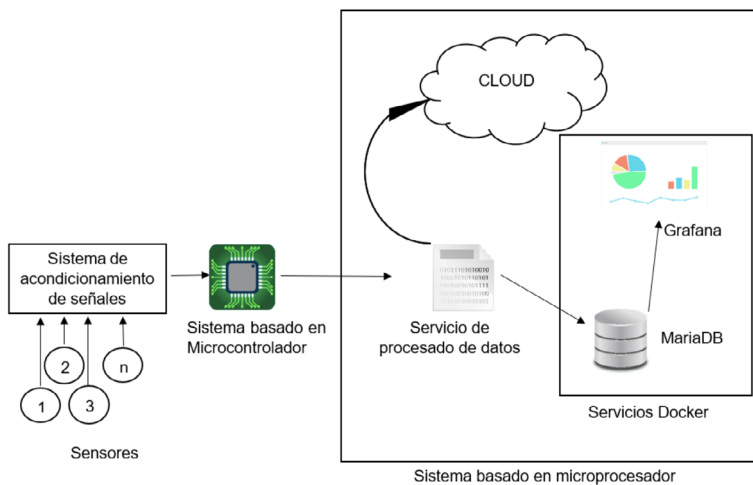 CLOUD
Grafana
MariaDB
Servicios Docker
Sistema de
acondicionamiento
de señales
Sistema basado en
Microcontrolador
Servicio de
procesado de datos
1
2
3
n
Sensores
Sistema basado en microprocesador